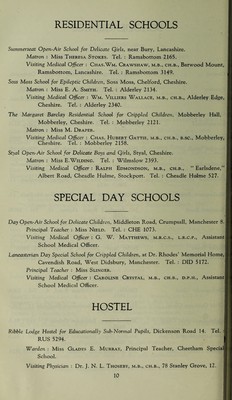 RESIDENTIAL SCHOOLS
Summerseat Open-Air School for Delicate Girls, near Bury, Lancashire.
Matron : Miss Theresa Stokes. Tel. : Ramsbottom 2165.
Visiting Medical Officer : Chas. Wm. Crawshaw, M.B., CH.B., Barwood Mount,
Ramsbottom, Lancashire. Tel. : Ramsbottom 3149.
Soss Moss School for Epileptic Children, Soss Moss, Chelford, Cheshire.
Matron : Miss E. A. Smith. Tel. : Alderley 2134.
Visiting Medical Officer : Wm. Villiers Wallace, M.B., CH.B., Alderley Edge,
Cheshire. Tel. : Alderley 2340.
The Margaret Barclay Residential School for Crippled Children, Mobberley Hall,
Mobberley, Cheshire. Tel. : Mobberley 2121.
Matron : Miss M. Draper.
Visiting Medical Officer : Chas. Hubert Gattie, M.B., CH.B., Mobberley,
Cheshire. Tel. : Mobberley 2158.
Styal Open-Air School for Delicate Boys and Girls, Styal, Cheshire.
Matron : Miss E. Wilding. Tel. : Wilmslow 2393.
Visiting Medical Officer : Ralph Edmondson, M.B., CH.B., " Earlsdene,"
Albert Road, Cheadle Hulme, Stockport. Tel. : Cheadle Hulme 527.
SPECIAL DAY SCHOOLS
Day Open-Air School for Delicate Children, Middleton Road, Crumpsall, Manchester 8.
Principal Teacher : Miss Nield. Tel. : CHE 1073.
Visiting Medical Officer : G. W. Matthews, M.R.C.S., L.R.C.P., Assistant
School Medical Officer.
Lancasterian Day Special School for Crippled Children, at Dr. Rhodes' Memorial Home,
Cavendish Road, West Didsbury, Manchester. Tel. : DID 5172.
Principal Teacher : Miss Slinger.
Visiting Medical Officer : Caroline Crystal, M.B., CH.B., D.P.H., Assistant
School Medical Officer.
HOSTEL
Ribble Lodge Hostel for Educationally Sub-Normal Pupils, Dickenson Road 14. Tel. :
RUS 5294.
Warden : Miss Gladys E. Murray, Principal Teacher, Cheetham Special
School.
Visiting Physician : Dr. J. N. L. Thoseby, M.B., CH.B., 78 Stanley Grove, 12.
10